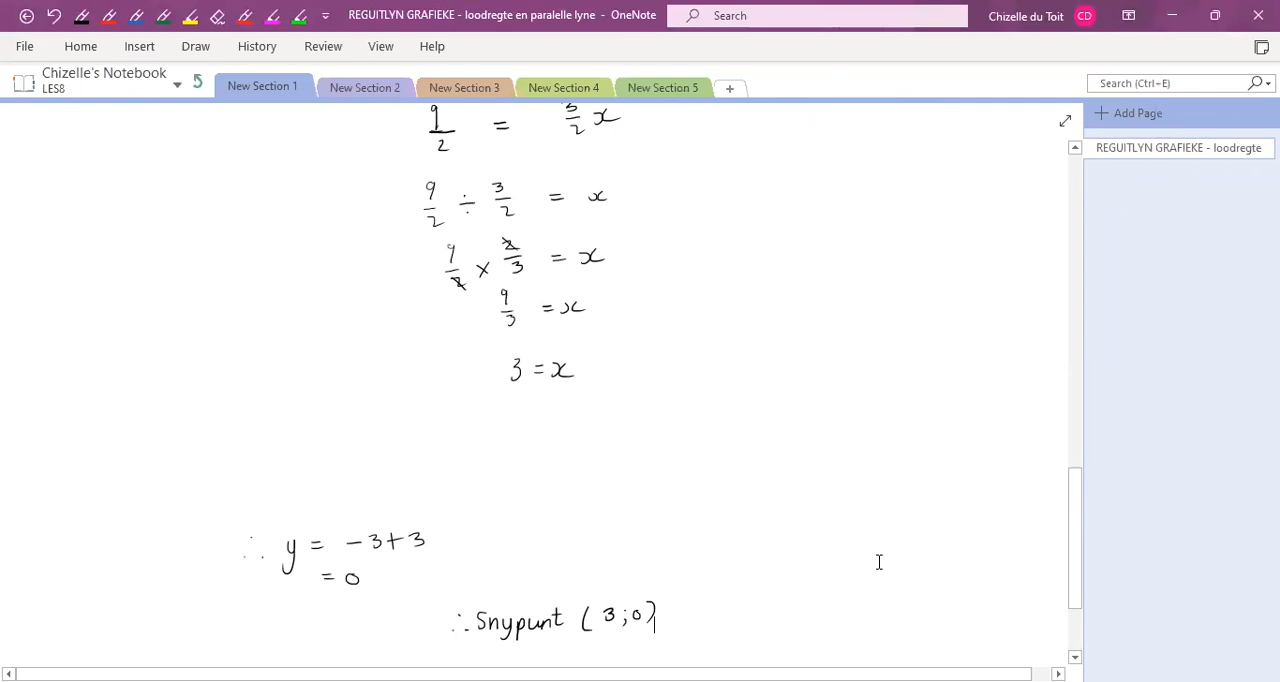 REGUITLYN GRAFIEKE - loodregte en paralelle lyne - OneNote
Search
Chizelle du Toit
CD
File Home Insert Draw History Review View Help
Chizelle's Notebook
LES8
New Section 1 New Section 2 New Section 3 New Section 4 New Section 5 +
Search (Ctrl+E)
Add Page
REGUITLYN GRAFIEKE - loodregte
9/2 = 3/2 x
9/2 ÷ 3/2 = x
9/2 × 2/3 = x
9/3 = x
3 = x
∴ y = -3+3
= 0
∴ Snypunt (3;0)